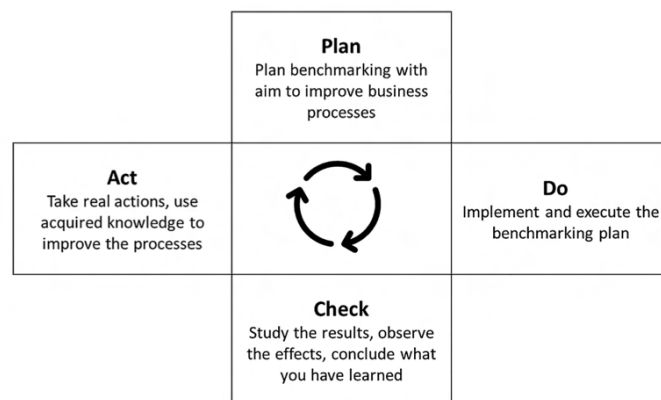 Plan
Plan benchmarking with
aim to improve business
processes
Act
Take real actions, use
acquired knowledge to
improve the processes
Do
Implement and execute the
benchmarking plan
Check
Study the results, observe
the effects, conclude what
you have learned